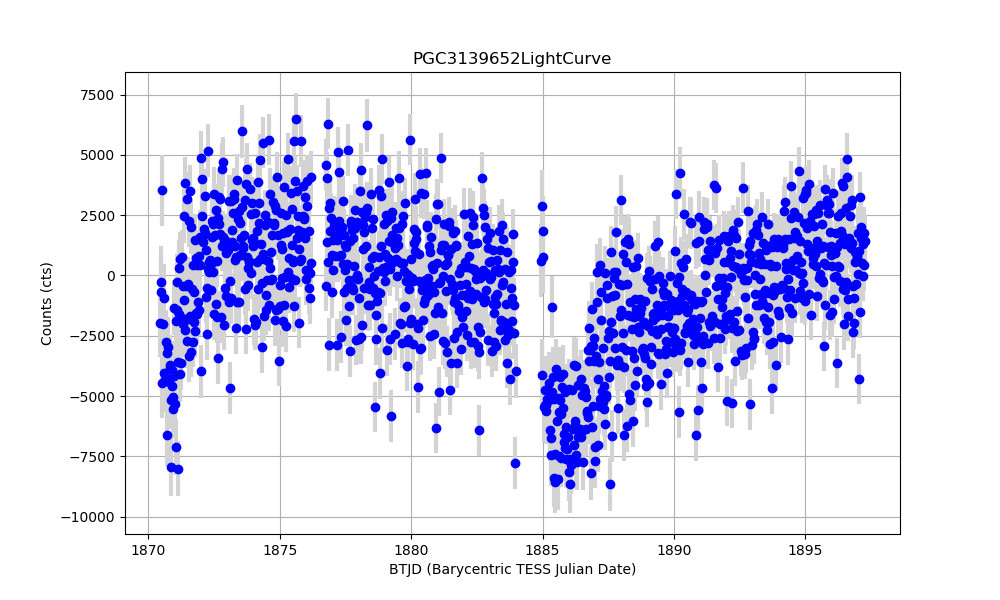 PGC3139652LightCurve
7500
5000
2500
0
−2500
−5000
−7500
−10000
Counts (cts)
1870 1875 1880 1885 1890 1895
BTJD (Barycentric TESS Julian Date)